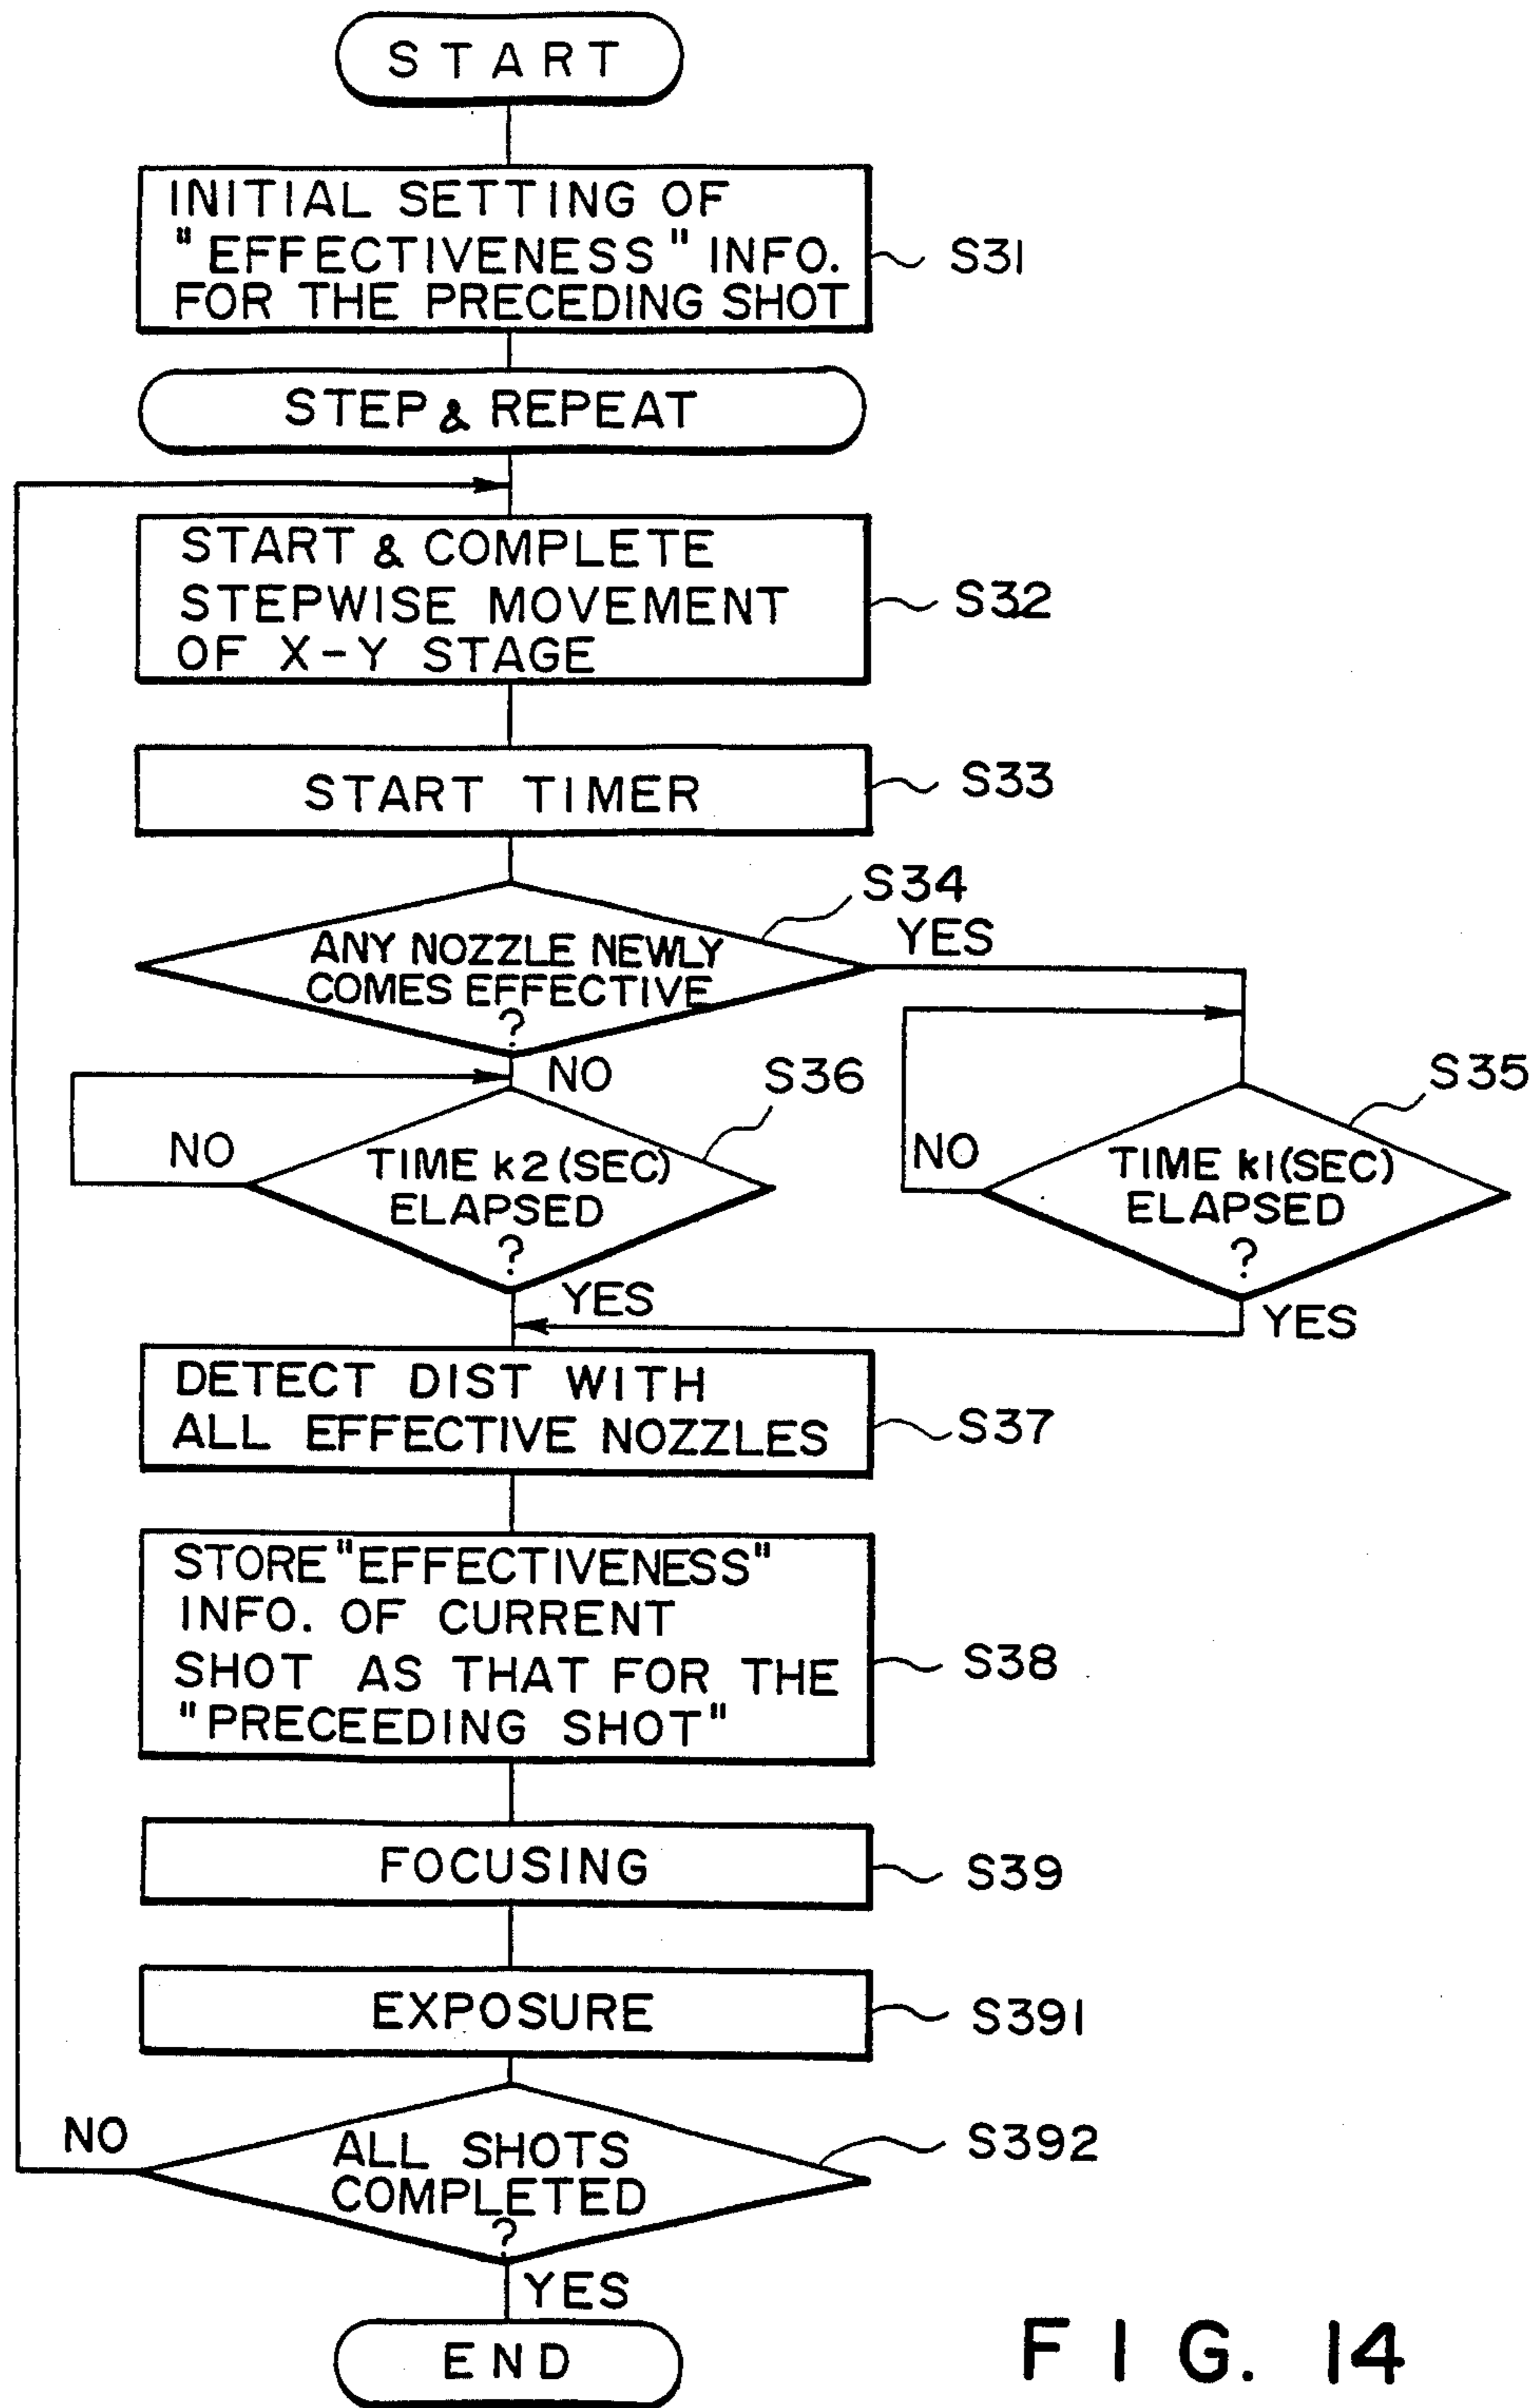 START
INITIAL SETTING OF
"EFFECTIVENESS" INFO.
FOR THE PRECEDING SHOT
S31
STEP & REPEAT
START & COMPLETE
STEPWISE MOVEMENT
OF X-Y STAGE
S32
START TIMER
S33
S34
ANY NOZZLE NEWLY
COMES EFFECTIVE
?
YES
NO
S36
S35
NO
TIME k2 (SEC)
ELAPSED
?
YES
NO
TIME k1 (SEC)
ELAPSED
?
YES
DETECT DIST WITH
ALL EFFECTIVE NOZZLES
S37
STORE "EFFECTIVENESS"
INFO. OF CURRENT
SHOT AS THAT FOR THE
"PRECEEDING SHOT"
S38
FOCUSING
S39
EXPOSURE
S391
NO
ALL SHOTS
COMPLETED
?
S392
YES
END
FIG. 14